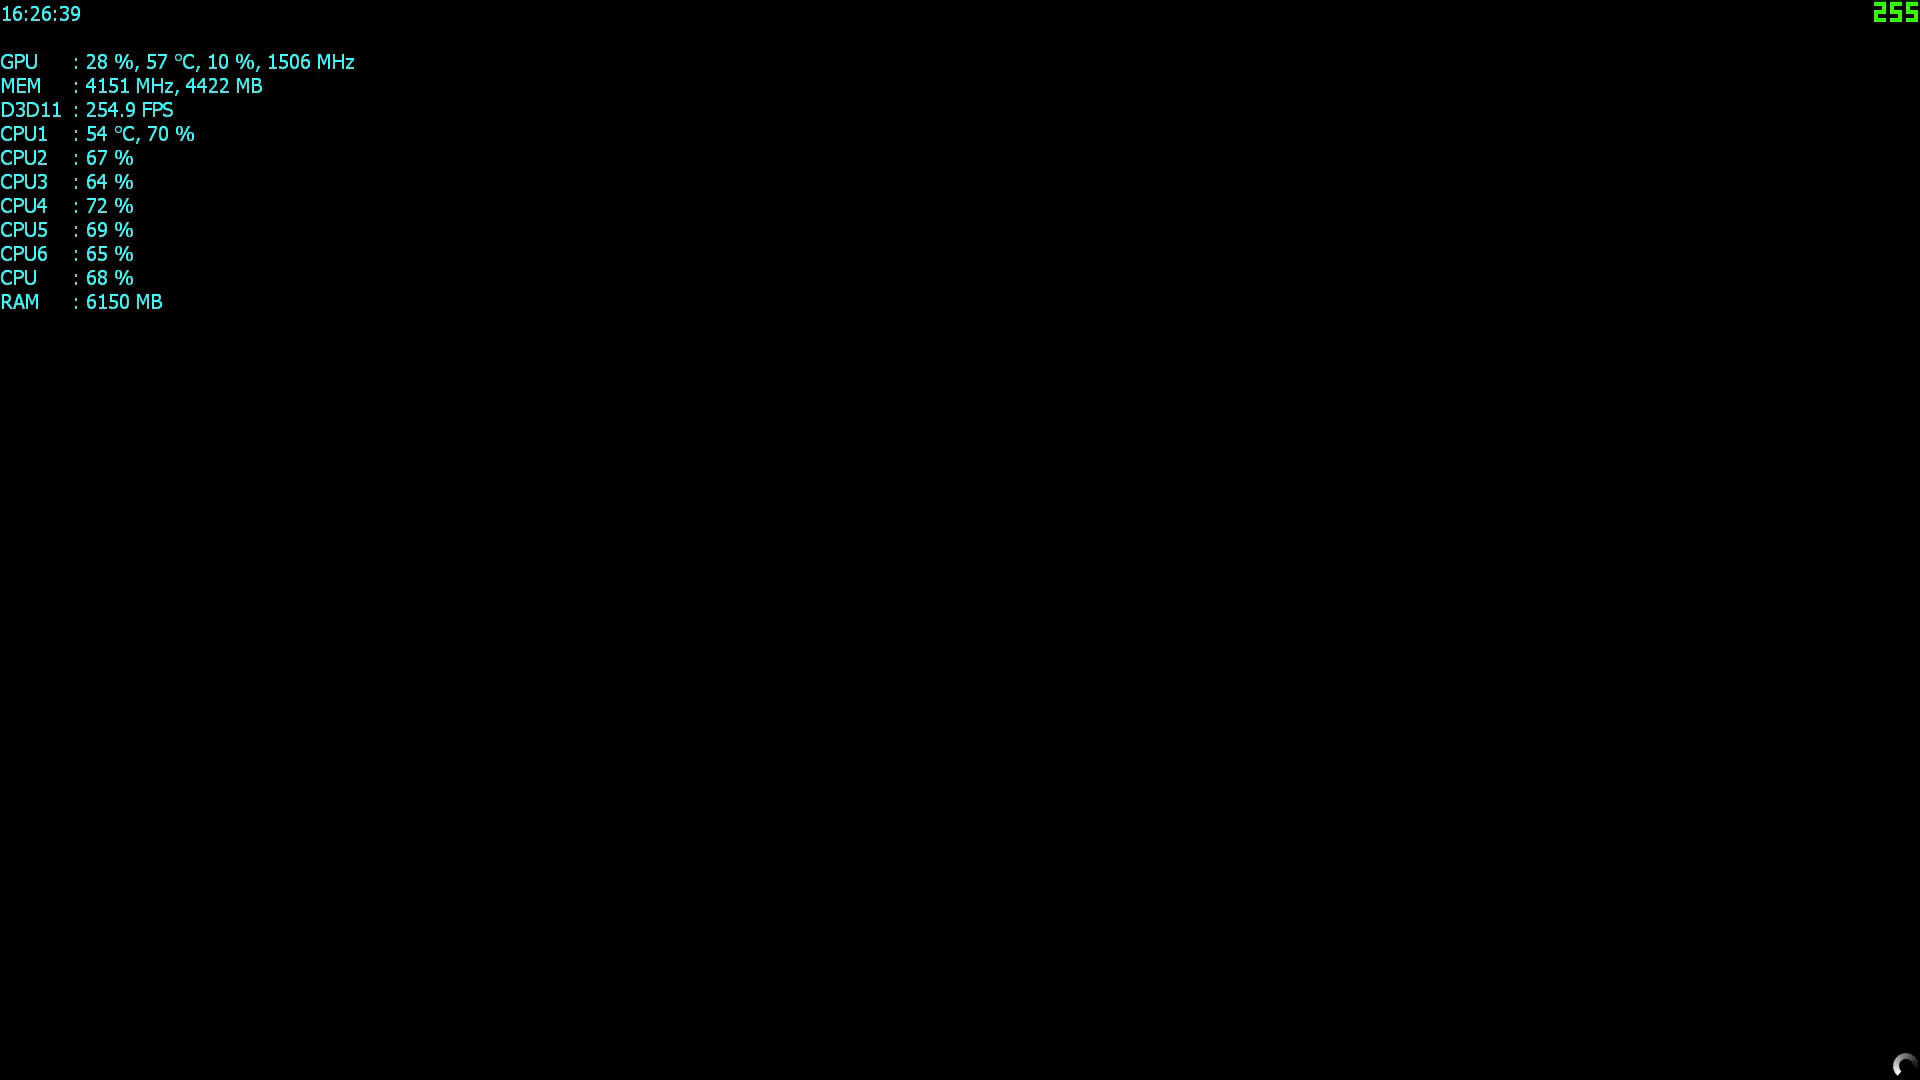 16:26:39
255
GPU : 28 %, 57 °C, 10 %, 1506 MHz
MEM : 4151 MHz, 4422 MB
D3D11 : 254.9 FPS
CPU1 : 54 °C, 70 %
CPU2 : 67 %
CPU3 : 64 %
CPU4 : 72 %
CPU5 : 69 %
CPU6 : 65 %
CPU : 68 %
RAM : 6150 MB